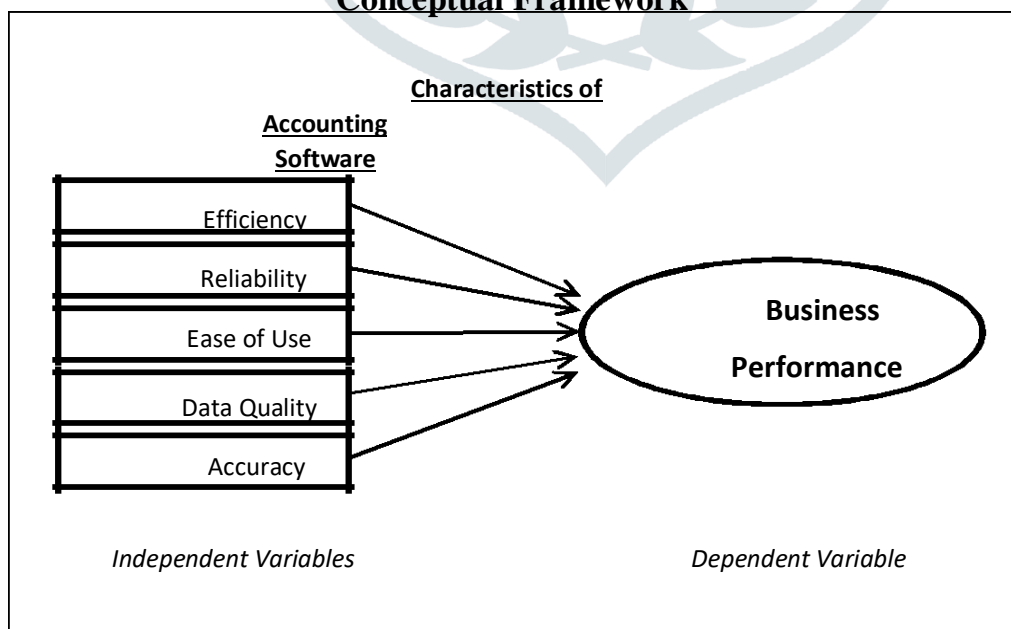 Conceptual Framework
Characteristics of
Accounting
Software
Efficiency
Reliability
Ease of Use
Data Quality
Accuracy
Business
Performance
Independent Variables
Dependent Variable